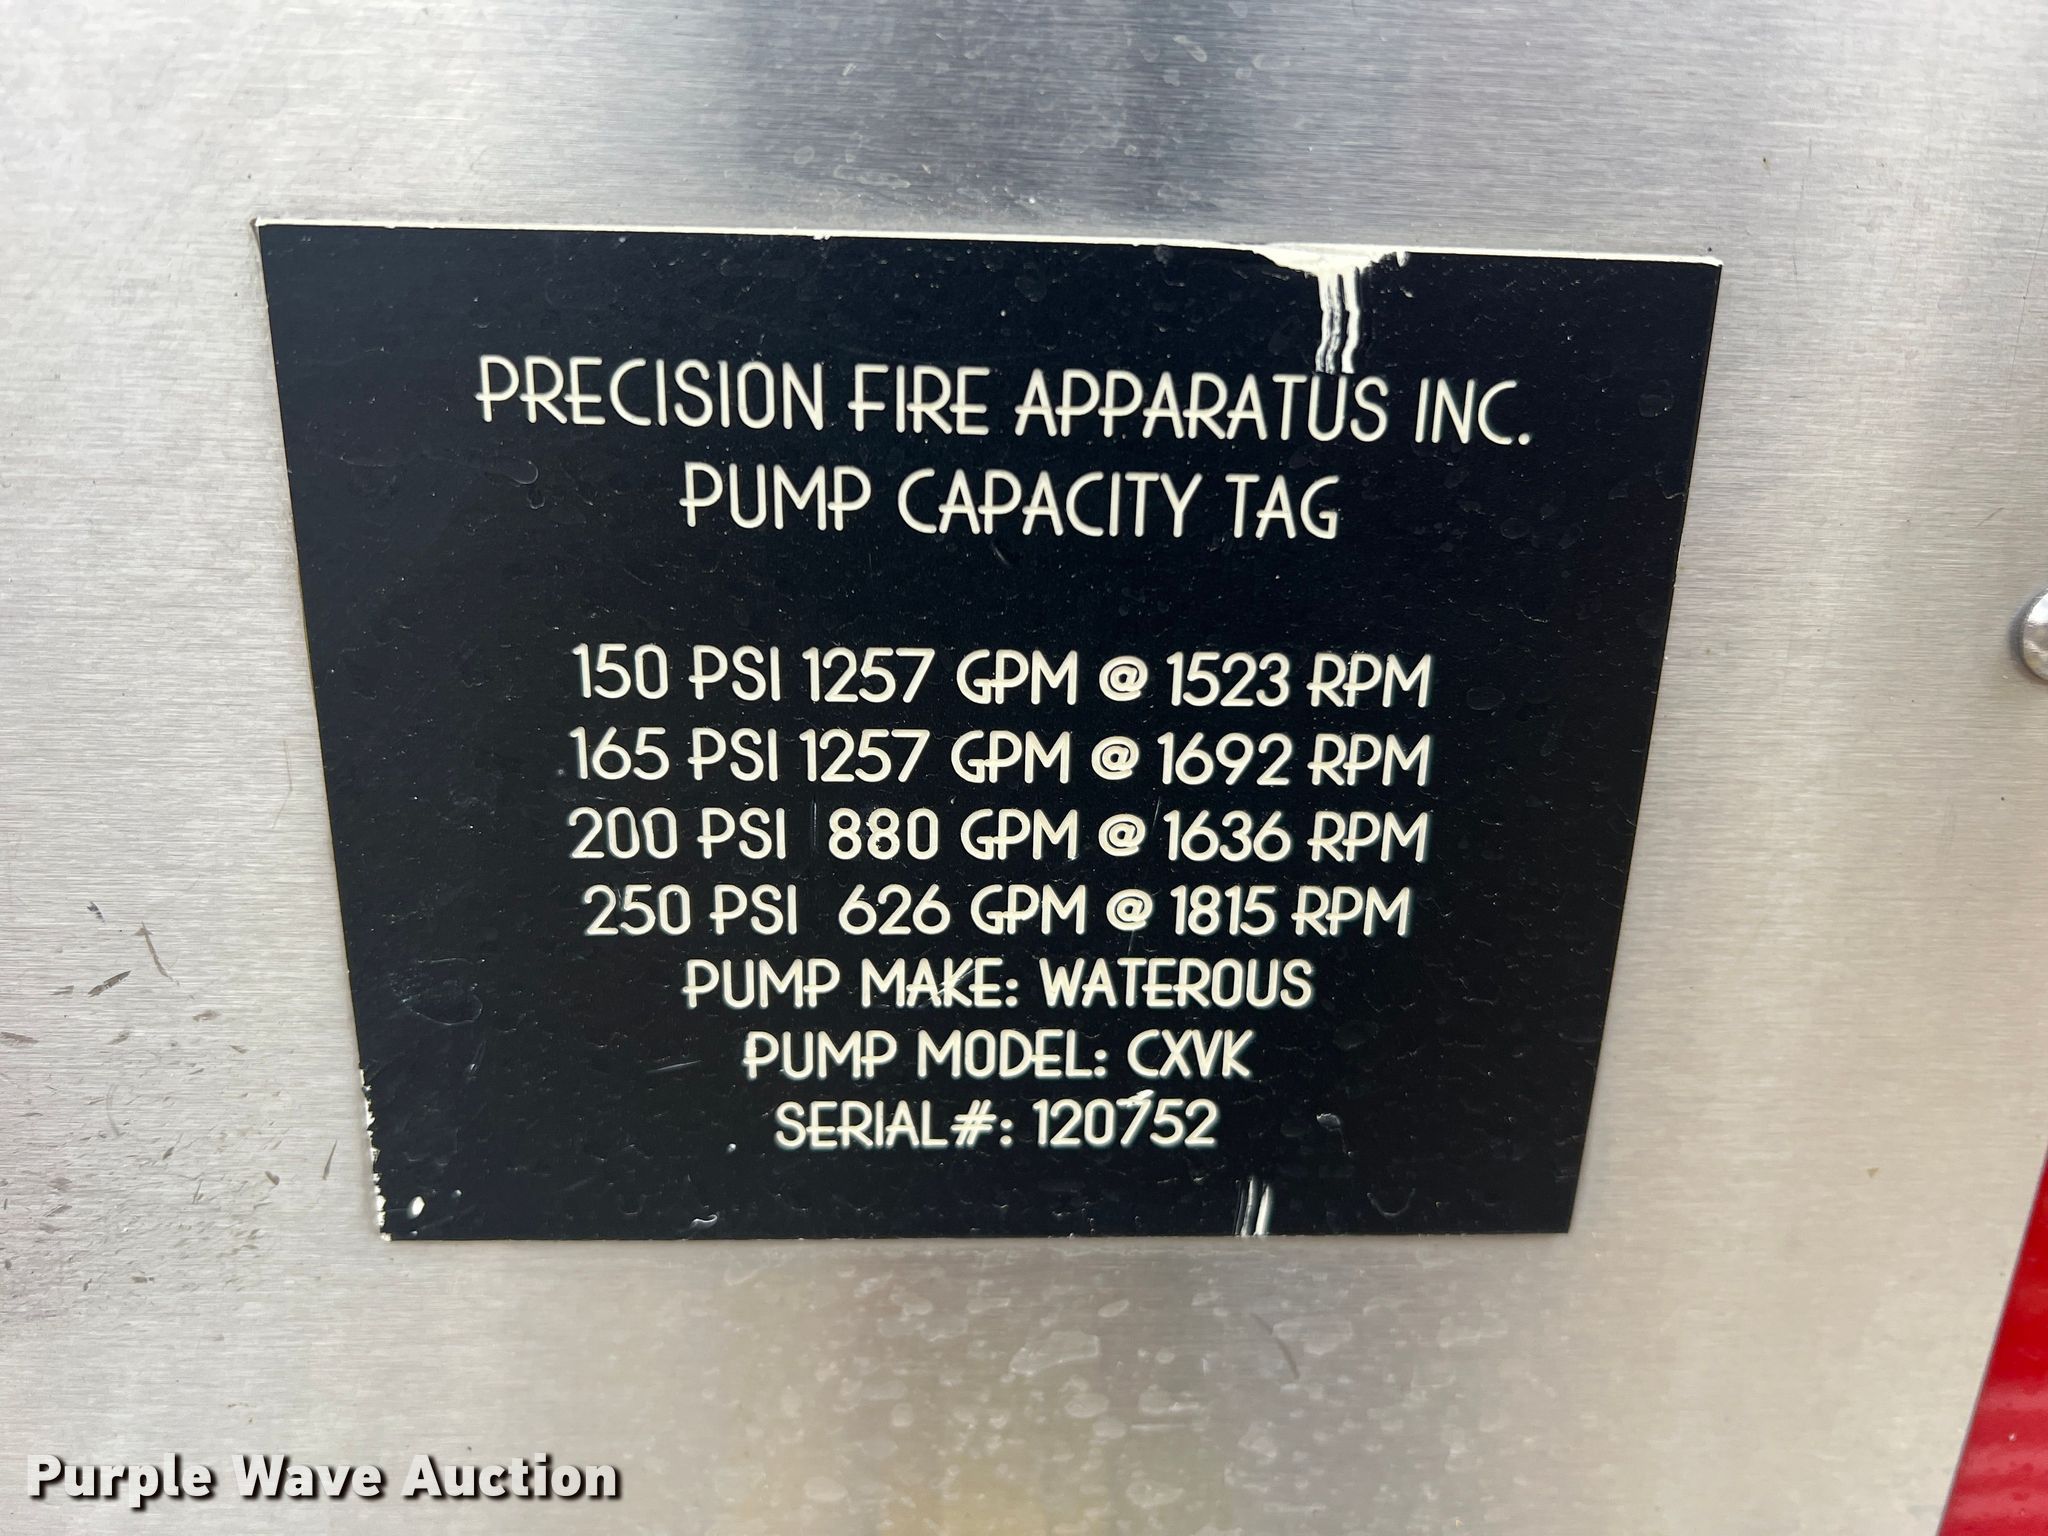 PRECISION FIRE APPARATUS INC.
PUMP CAPACITY TAG
150 PSI 1257 GPM @ 1523 RPM
165 PSI 1257 GPM @ 1692 RPM
200 PSI 880 GPM @ 1636 RPM
250 PSI 626 GPM @ 1815 RPM
PUMP MAKE: WATEROUS
PUMP MODEL: CXVK
SERIAL#: 120752
Purple Wave Auction